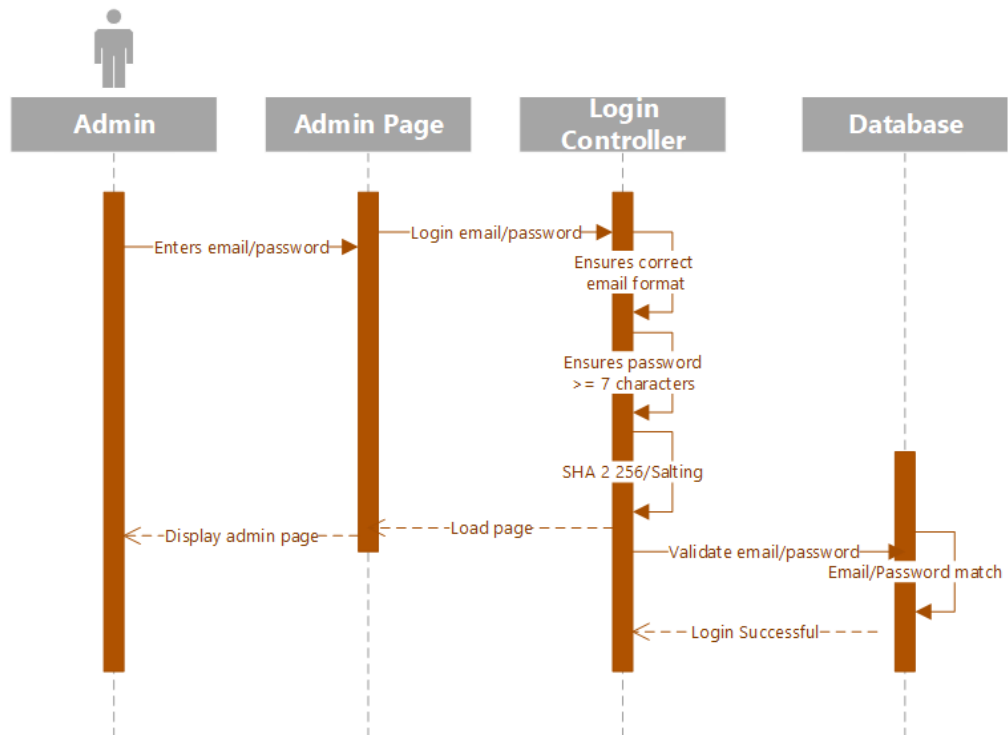 Admin
Admin Page
Login
Controller
Database
Login email/password
Enters email/password
Ensures correct
email format
Ensures password
>= 7 characters
SHA 2 256/Salting
Load page
Display admin page
Validate email/password
Email/Password match
Login Successful